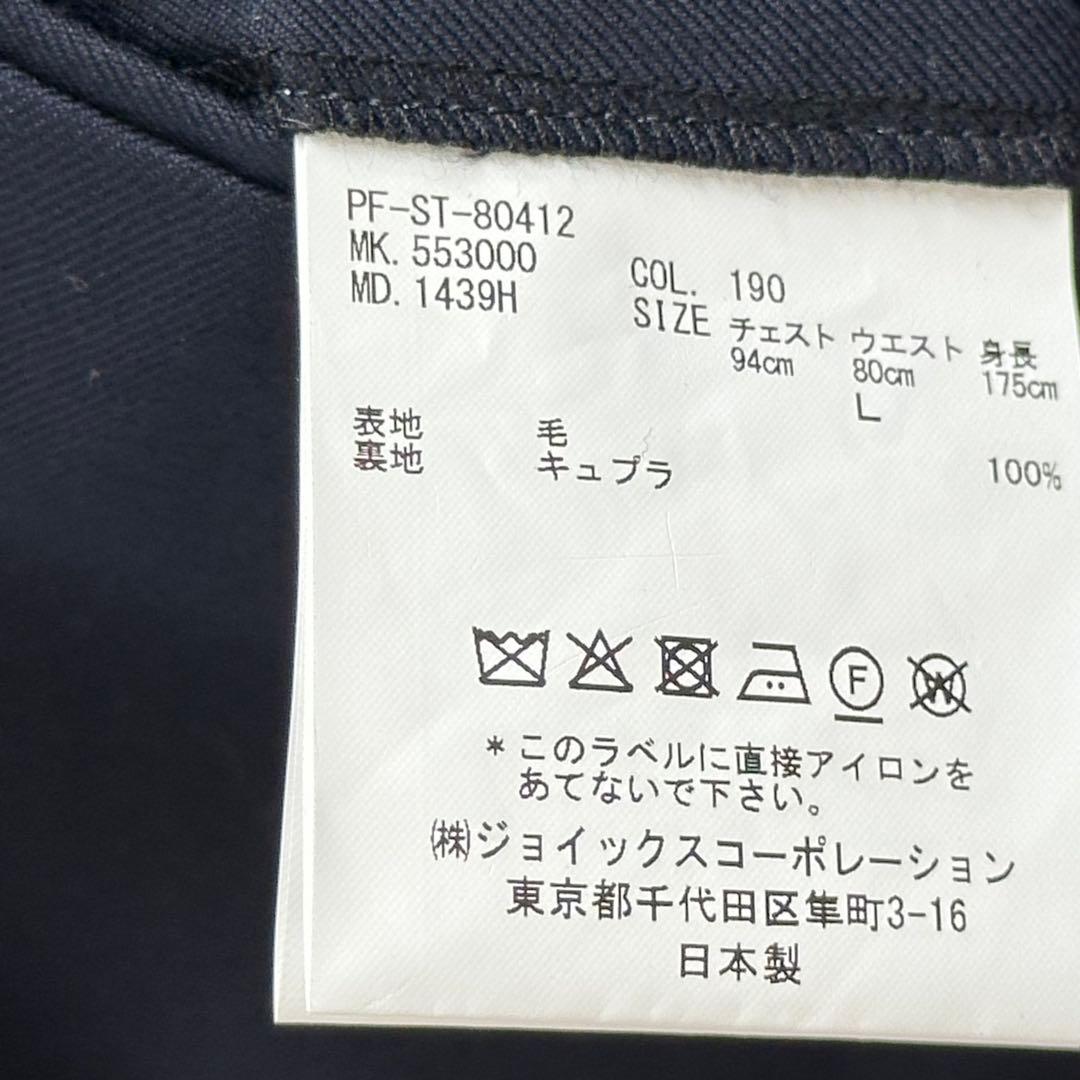 PF-ST-80412
MK. 553000
MD. 1439H
COL. 190
SIZE チェスト ウエスト 身長
94cm 80cm 175cm
L
表地 毛
裏地 キュプラ 100%
F
W
*このラベルに直接アイロンを
あてないで下さい。
㈱ジョイックスコーポレーション
東京都千代田区隼町3-16
日本製